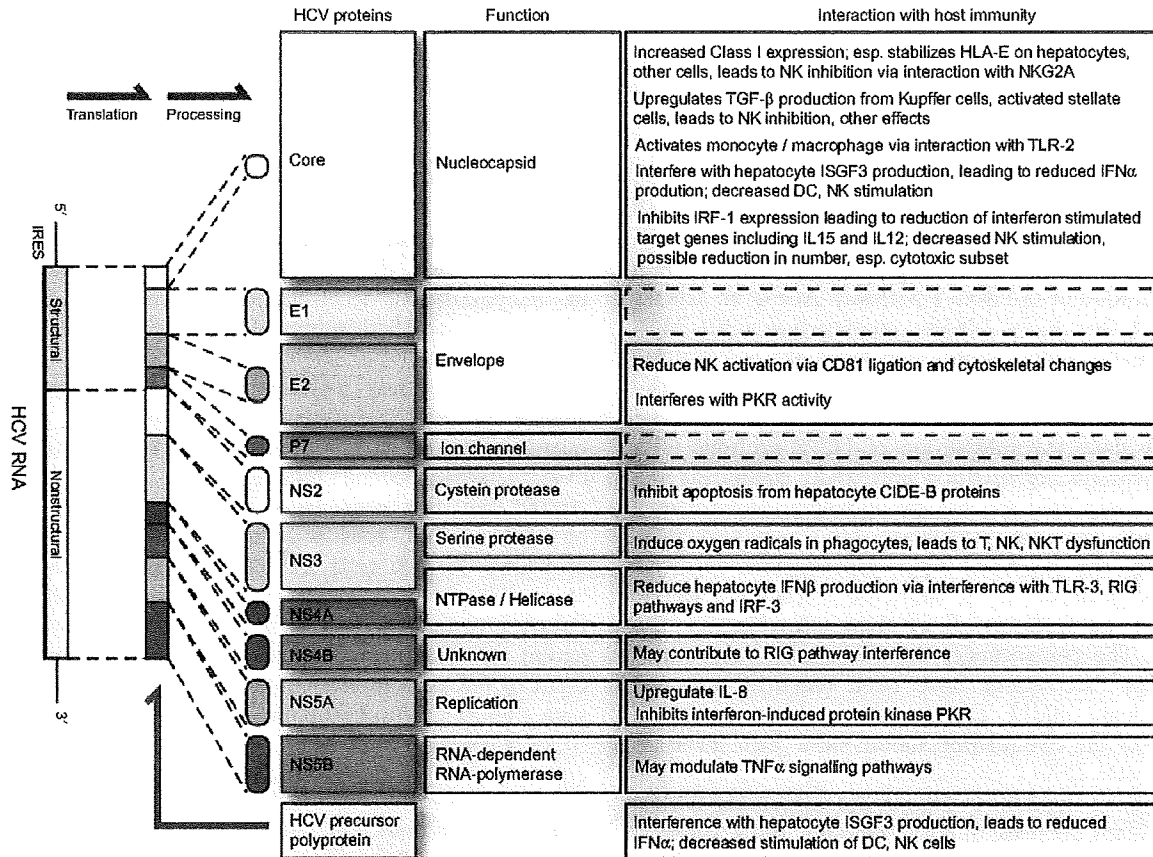 HCV proteins
Function
Interaction with host immunity
Translation
Processing
Core
Nucleocapsid
Increased Class I expression; esp. stabilizes HLA-E on hepatocytes,
other cells, leads to NK inhibition via interaction with NKG2A
Upregulates TGF-β production from Kupffer cells, activated stellate
cells, leads to NK inhibition, other effects
Activates monocyte / macrophage via interaction with TLR-2
Interfere with hepatocyte ISGF3 production, leading to reduced IFNα
prodution; decreased DC, NK stimulation
Inhibits IRF-1 expression leading to reduction of interferon stimulated
target genes including IL15 and IL12; decreased NK stimulation,
possible reduction in number, esp. cytotoxic subset
5′
IRES
Structural
Nonstructural
3′
HCV RNA
E1
Envelope
E2
Reduce NK activation via CD81 ligation and cytoskeletal changes
Interferes with PKR activity
P7
Ion channel
NS2
Cystein protease
Inhibit apoptosis from hepatocyte CIDE-B proteins
NS3
Serine protease
Induce oxygen radicals in phagocytes, leads to T, NK, NKT dysfunction
NTPase / Helicase
Reduce hepatocyte IFNβ production via interference with TLR-3, RIG
pathways and IRF-3
NS4A
NS4B
Unknown
May contribute to RIG pathway interference
NS5A
Replication
Upregulate IL-8
Inhibits interferon-induced protein kinase PKR
NS5B
RNA-dependent
RNA-polymerase
May modulate TNFα signalling pathways
HCV precursor
polyprotein
Interference with hepatocyte ISGF3 production, leads to reduced
IFNα; decreased stimulation of DC, NK cells